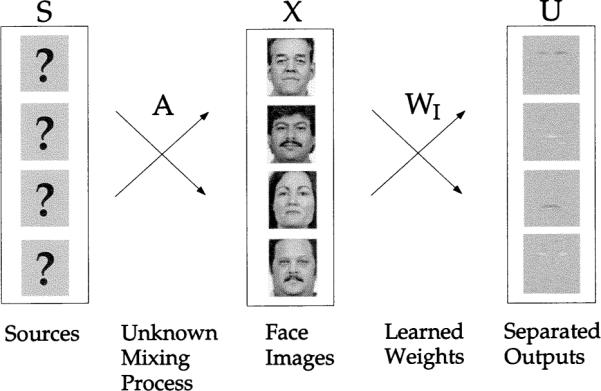 S X U
?
?
?
?
A
W_I
Sources
Unknown
Mixing
Process
Face
Images
Learned
Weights
Separated
Outputs